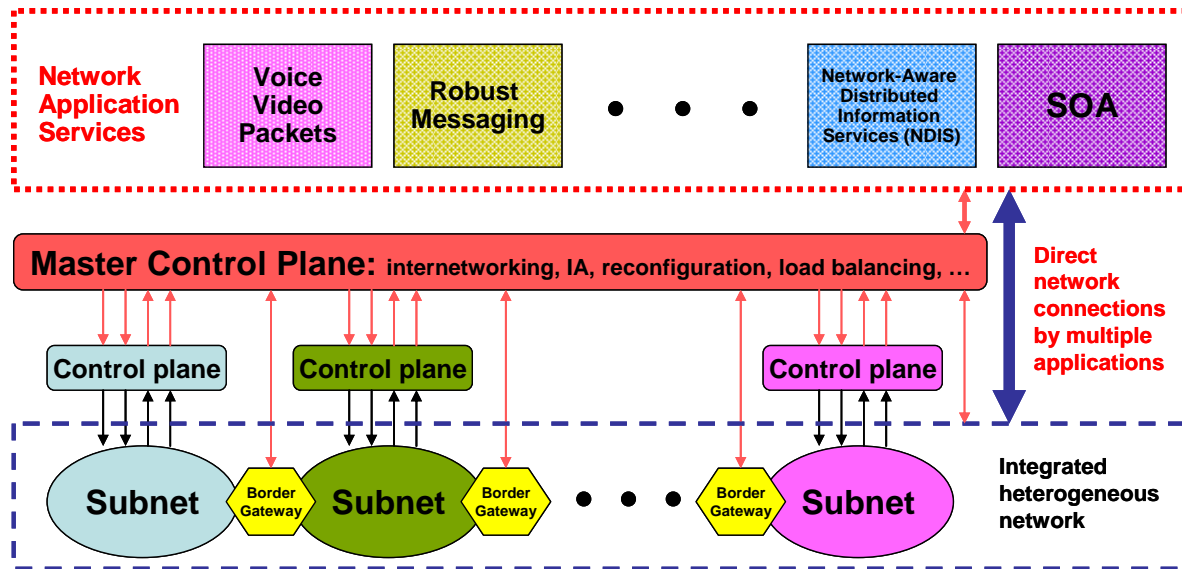 Network
Application
Services
Voice
Video
Packets
Robust
Messaging
Network-Aware
Distributed
Information
Services (NDIS)
SOA
Master Control Plane: internetworking, IA, reconfiguration, load balancing, …
Direct
network
connections
by multiple
applications
Control plane
Control plane
Control plane
Subnet
Border
Gateway
Subnet
Border
Gateway
Border
Gateway
Subnet
Integrated
heterogeneous
network